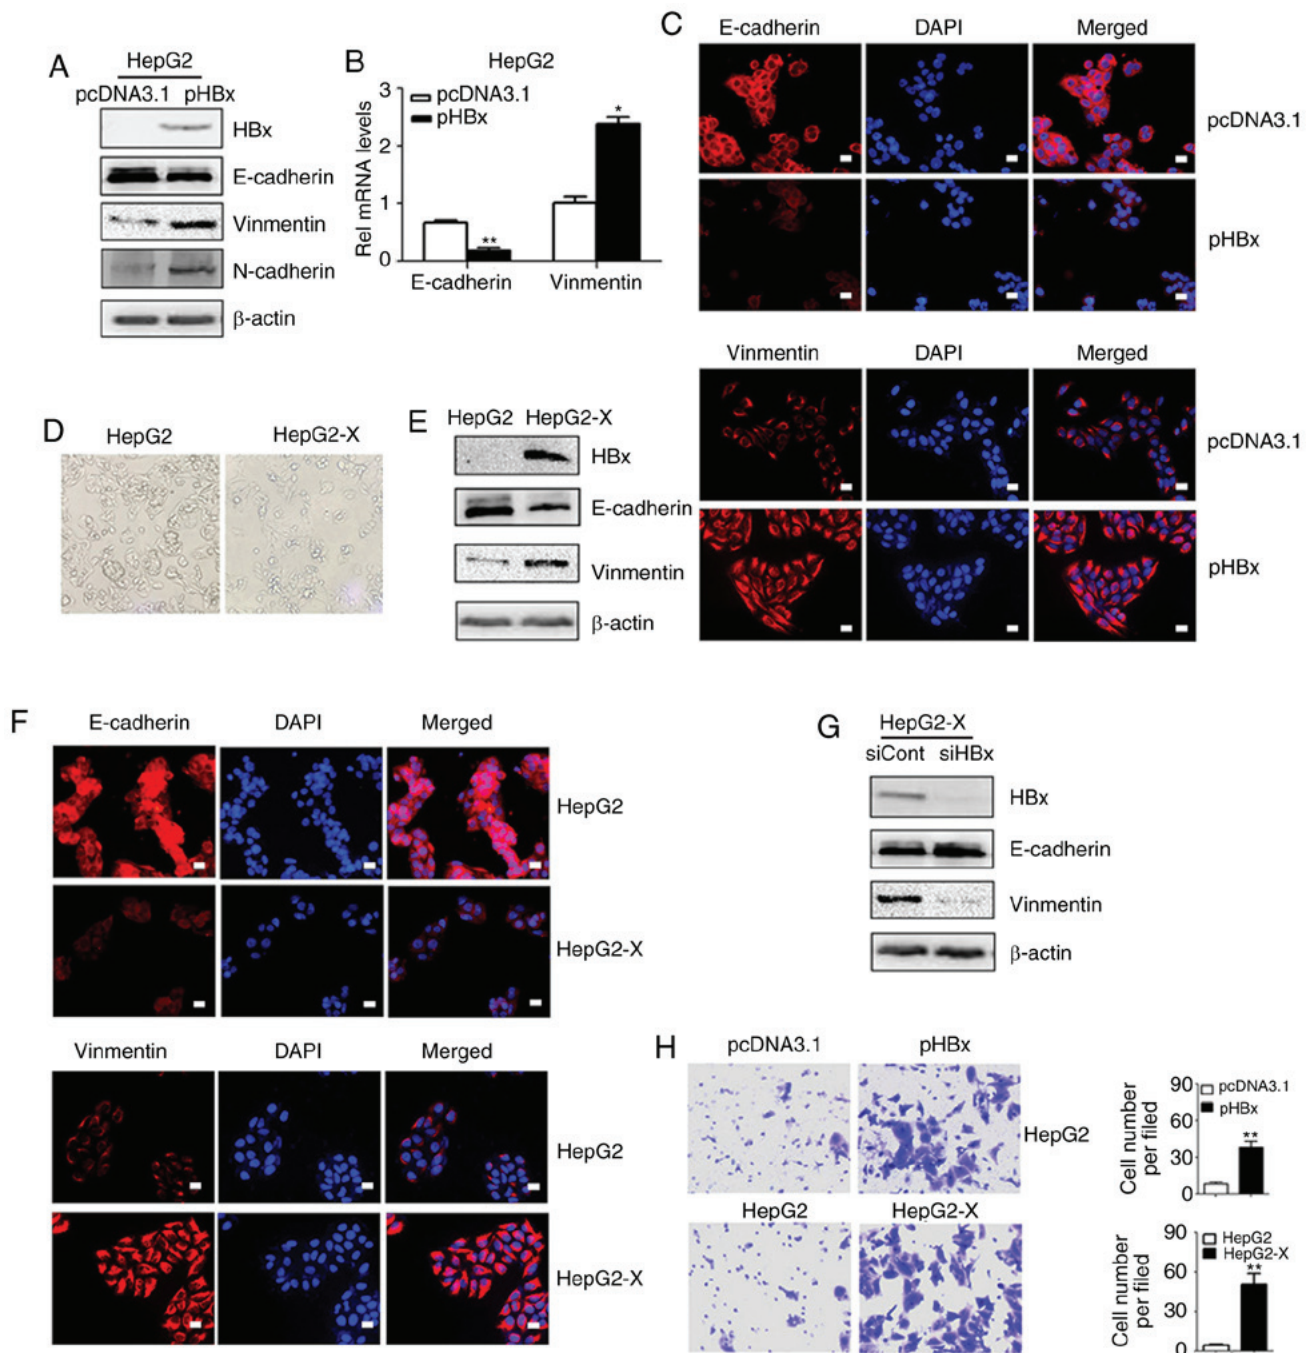 A
HepG2
pcDNA3.1 pHBx
HBx
E-cadherin
Vinmentin
N-cadherin
β-actin
B
HepG2
pcDNA3.1
pHBx
Rel mRNA levels
3
2
1
0
**
*
E-cadherin Vinmentin
C
E-cadherin DAPI Merged
pcDNA3.1
pHBx
Vinmentin DAPI Merged
pcDNA3.1
pHBx
D
HepG2 HepG2-X
E
HepG2 HepG2-X
HBx
E-cadherin
Vinmentin
β-actin
F
E-cadherin DAPI Merged
HepG2
HepG2-X
Vinmentin DAPI Merged
HepG2
HepG2-X
G
HepG2-X
siCont siHBx
HBx
E-cadherin
Vinmentin
β-actin
H
pcDNA3.1 pHBx
HepG2
HepG2 HepG2-X
Cell number
per filed
90
60
30
0
pcDNA3.1
pHBx
**
Cell number
per filed
90
60
30
0
HepG2
HepG2-X
**